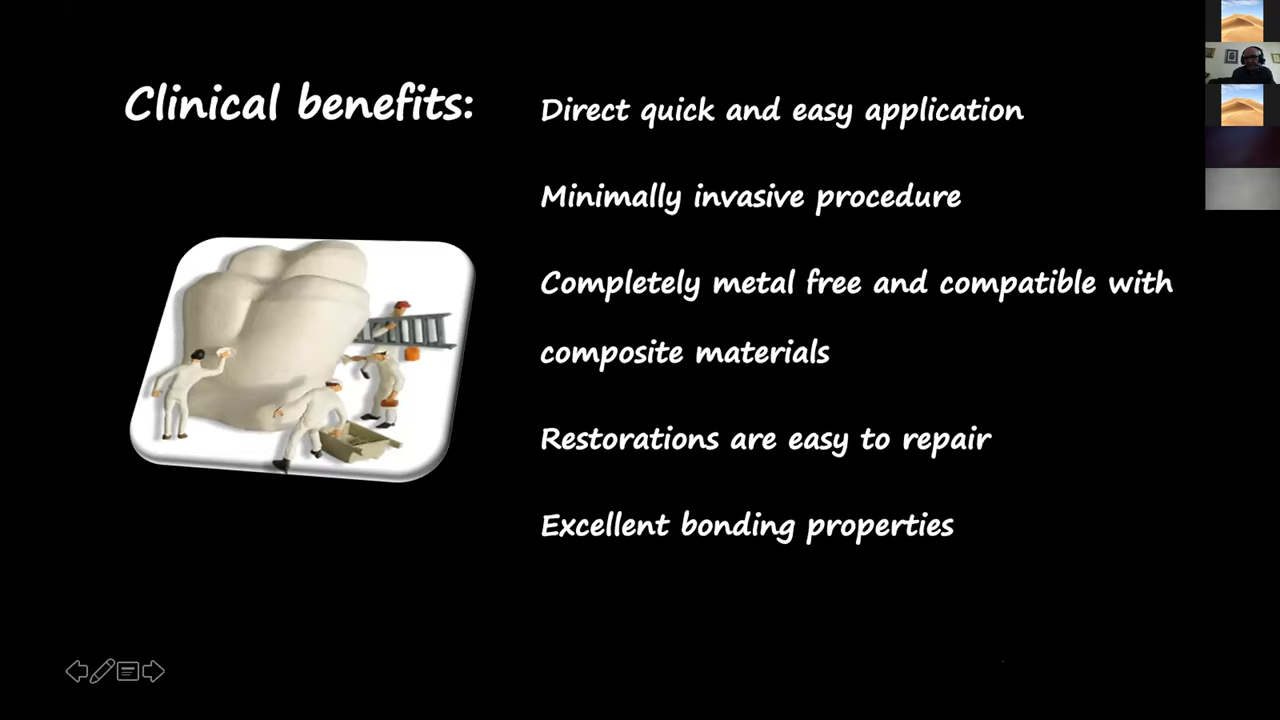 Clinical benefits:
Direct quick and easy application
Minimally invasive procedure
Completely metal free and compatible with
composite materials
Restorations are easy to repair
Excellent bonding properties